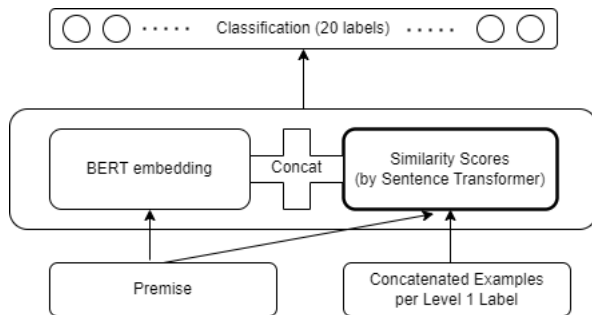 Classification (20 labels)
BERT embedding
Concat
Similarity Scores
(by Sentence Transformer)
Premise
Concatenated Examples
per Level 1 Label